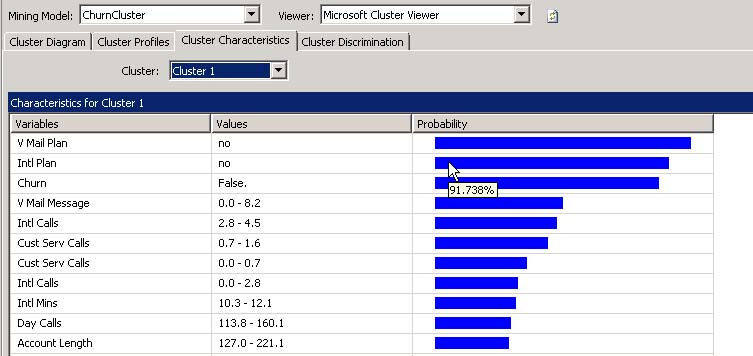 Mining Model: ChurnCluster Viewer: Microsoft Cluster Viewer
Cluster Diagram Cluster Profiles Cluster Characteristics Cluster Discrimination
Cluster: Cluster 1
Characteristics for Cluster 1
Variables Values Probability
V Mail Plan no
Intl Plan no
Churn False.
91.738%
V Mail Message 0.0 - 8.2
Intl Calls 2.8 - 4.5
Cust Serv Calls 0.7 - 1.6
Cust Serv Calls 0.0 - 0.7
Intl Calls 0.0 - 2.8
Intl Mins 10.3 - 12.1
Day Calls 113.8 - 160.1
Account Length 127.0 - 221.1